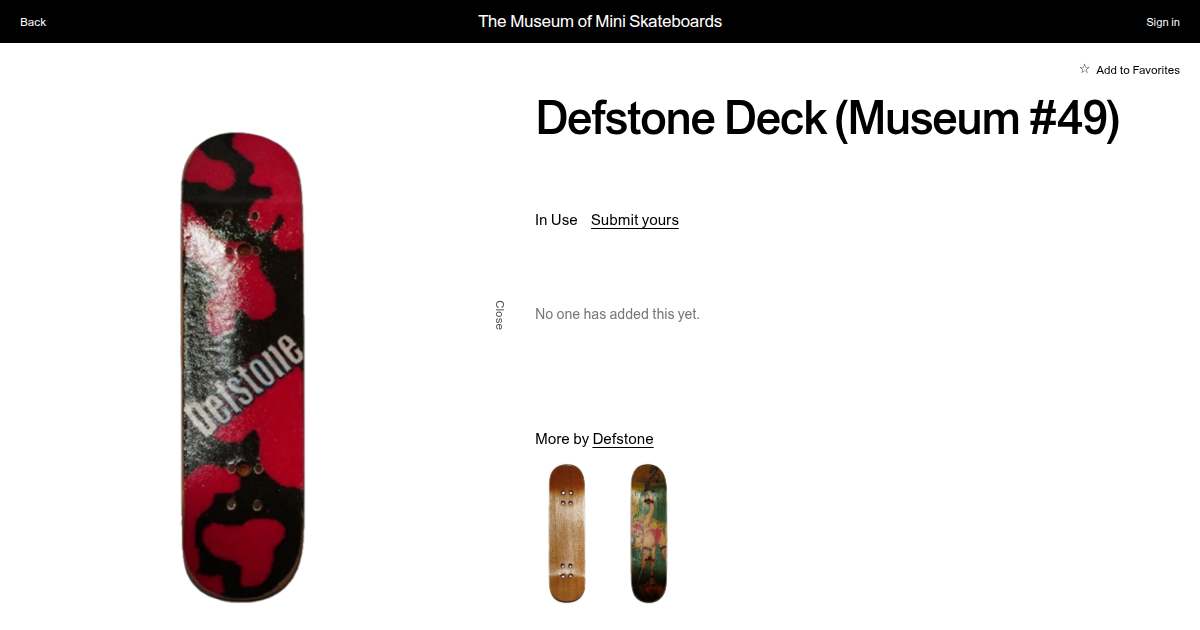 Back
The Museum of Mini Skateboards
Sign in
☆ Add to Favorites
Defstone Deck (Museum #49)
In Use Submit yours
Close
No one has added this yet.
Defstone
More by Defstone